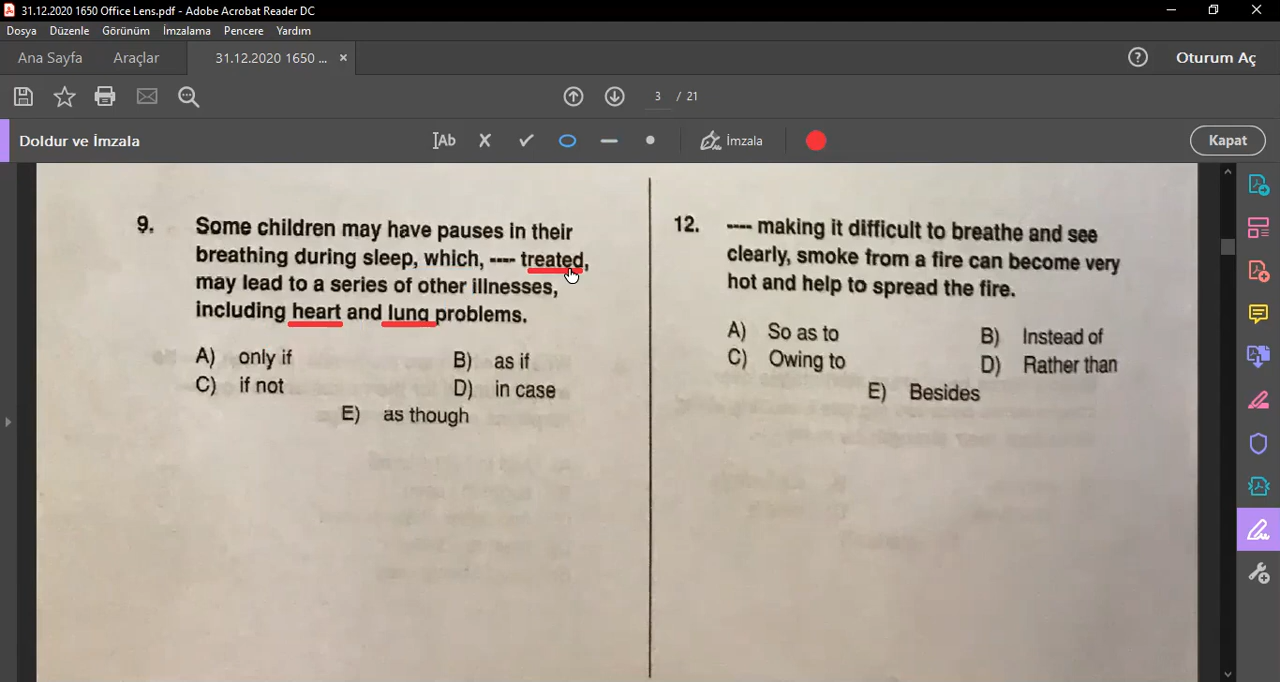 31.12.2020 1650 Office Lens.pdf - Adobe Acrobat Reader DC
Dosya Düzenle Görünüm İmzalama Pencere Yardım
Ana Sayfa Araçlar 31.12.2020 1650 ... × ? Oturum Aç
3 / 21
Doldur ve İmzala Ab İmzala Kapat
9. Some children may have pauses in their
breathing during sleep, which, ---- treated,
may lead to a series of other illnesses,
including heart and lung problems.
A) only if B) as if
C) if not D) in case
E) as though
12. ---- making it difficult to breathe and see
clearly, smoke from a fire can become very
hot and help to spread the fire.
A) So as to B) Instead of
C) Owing to D) Rather than
E) Besides